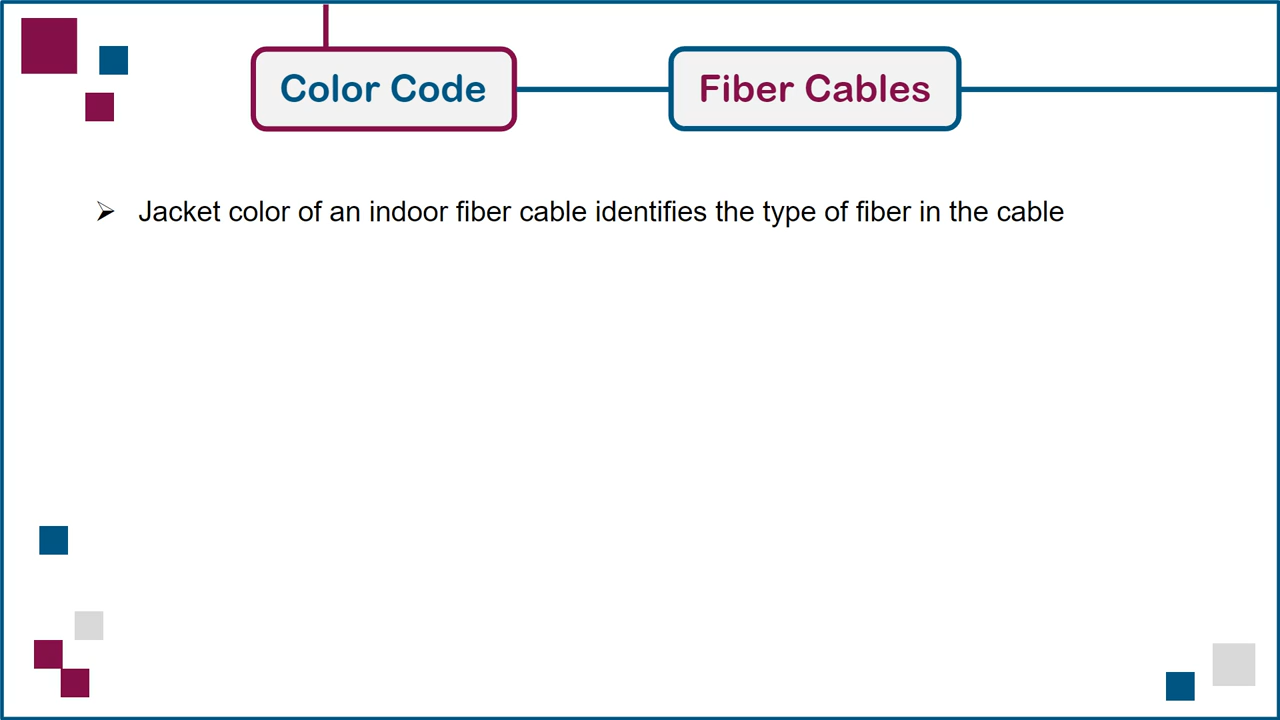 Color Code
Fiber Cables
➢ Jacket color of an indoor fiber cable identifies the type of fiber in the cable